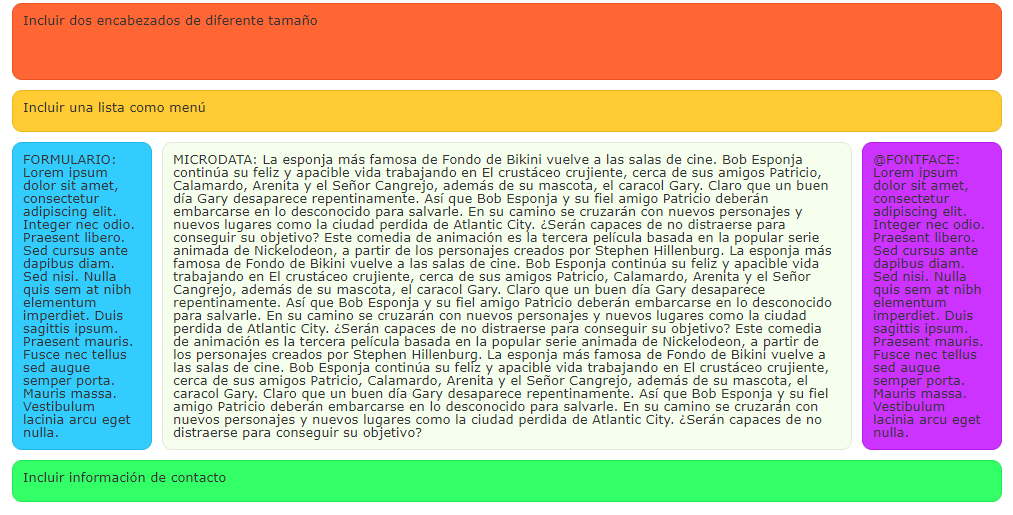 Incluir dos encabezados de diferente tamaño
Incluir una lista como menú
FORMULARIO:
Lorem ipsum
dolor sit amet,
consectetur
adipiscing elit.
Integer nec odio.
Praesent libero.
Sed cursus ante
dapibus diam.
Sed nisi. Nulla
quis sem at nibh
elementum
imperdiet. Duis
sagittis ipsum.
Praesent mauris.
Fusce nec tellus
sed augue
semper porta.
Mauris massa.
Vestibulum
lacinia arcu eget
nulla.
MICRODATA: La esponja más famosa de Fondo de Bikini vuelve a las salas de cine. Bob Esponja
continúa su feliz y apacible vida trabajando en El crustáceo crujiente, cerca de sus amigos Patricio,
Calamardo, Arenita y el Señor Cangrejo, además de su mascota, el caracol Gary. Claro que un buen
día Gary desaparece repentinamente. Así que Bob Esponja y su fiel amigo Patricio deberán
embarcarse en lo desconocido para salvarle. En su camino se cruzarán con nuevos personajes y
nuevos lugares como la ciudad perdida de Atlantic City. ¿Serán capaces de no distraerse para
conseguir su objetivo? Este comedia de animación es la tercera película basada en la popular serie
animada de Nickelodeon, a partir de los personajes creados por Stephen Hillenburg. La esponja más
famosa de Fondo de Bikini vuelve a las salas de cine. Bob Esponja continúa su feliz y apacible vida
trabajando en El crustáceo crujiente, cerca de sus amigos Patricio, Calamardo, Arenita y el Señor
Cangrejo, además de su mascota, el caracol Gary. Claro que un buen día Gary desaparece
repentinamente. Así que Bob Esponja y su fiel amigo Patricio deberán embarcarse en lo desconocido
para salvarle. En su camino se cruzarán con nuevos personajes y nuevos lugares como la ciudad
perdida de Atlantic City. ¿Serán capaces de no distraerse para conseguir su objetivo? Este comedia
de animación es la tercera película basada en la popular serie animada de Nickelodeon, a partir de
los personajes creados por Stephen Hillenburg. La esponja más famosa de Fondo de Bikini vuelve a
las salas de cine. Bob Esponja continúa su feliz y apacible vida trabajando en El crustáceo crujiente,
cerca de sus amigos Patricio, Calamardo, Arenita y el Señor Cangrejo, además de su mascota, el
caracol Gary. Claro que un buen día Gary desaparece repentinamente. Así que Bob Esponja y su fiel
amigo Patricio deberán embarcarse en lo desconocido para salvarle. En su camino se cruzarán con
nuevos personajes y nuevos lugares como la ciudad perdida de Atlantic City. ¿Serán capaces de no
distraerse para conseguir su objetivo?
@FONTFACE:
Lorem ipsum
dolor sit amet,
consectetur
adipiscing elit.
Integer nec odio.
Praesent libero.
Sed cursus ante
dapibus diam.
Sed nisi. Nulla
quis sem at nibh
elementum
imperdiet. Duis
sagittis ipsum.
Praesent mauris.
Fusce nec tellus
sed augue
semper porta.
Mauris massa.
Vestibulum
lacinia arcu eget
nulla.
Incluir información de contacto